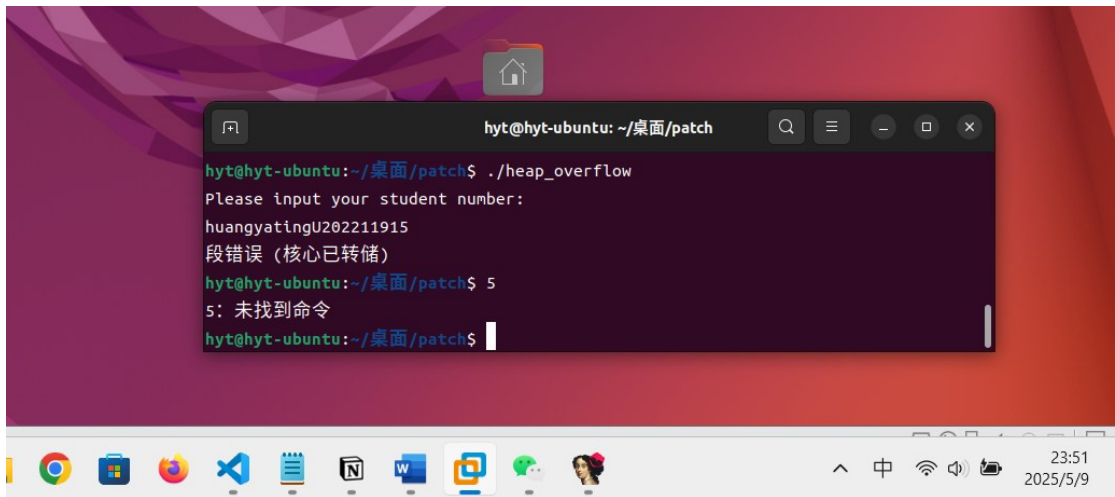 hyt@hyt-ubuntu: ~/桌面/patch
hyt@hyt-ubuntu:~/桌面/patch$ ./heap_overflow
Please input your student number:
huangyatingU202211915
段错误 (核心已转储)
hyt@hyt-ubuntu:~/桌面/patch$ 5
5：未找到命令
hyt@hyt-ubuntu:~/桌面/patch$
中
23:51
2025/5/9